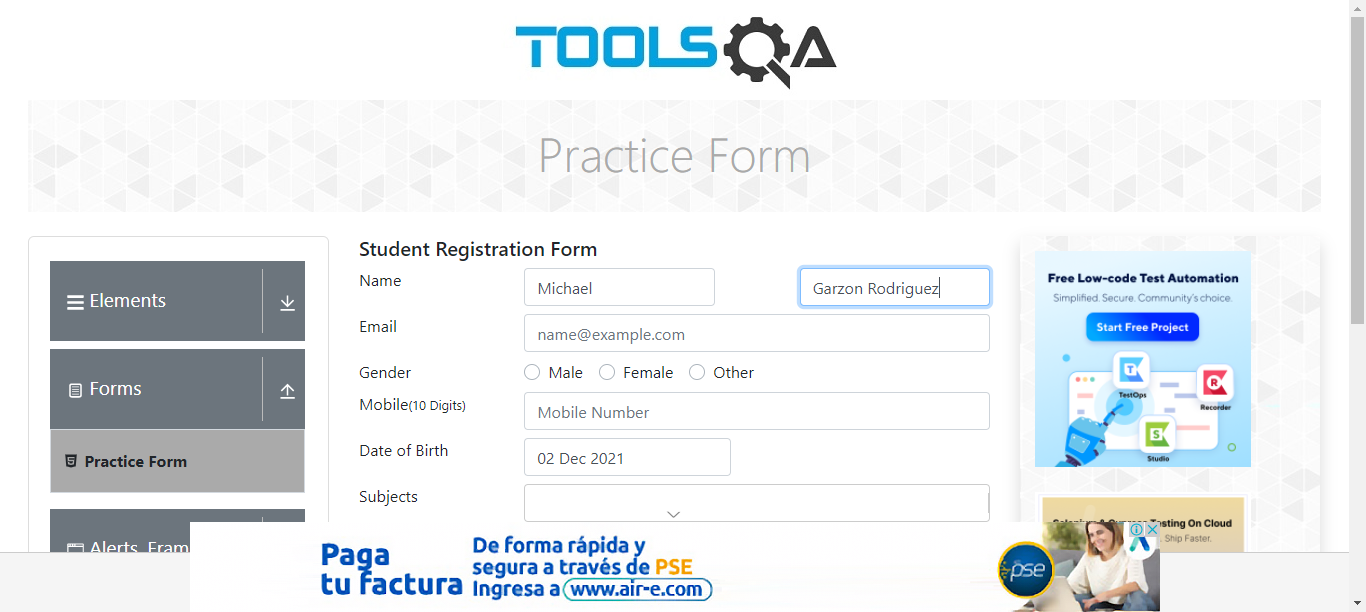 TOOLSQA
Practice Form
Elements
Forms
Practice Form
Alerts, Fram
Student Registration Form
Name
Michael
Garzon Rodriguez
Email
name@example.com
Gender
Male
Female
Other
Mobile(10 Digits)
Mobile Number
Date of Birth
02 Dec 2021
Subjects
Free Low-code Test Automation
Simplified. Secure. Community's choice.
Start Free Project
TestOps
Recorder
Studio
Testing On Cloud
. Ship Faster.
Paga
tu factura
De forma rápida y
segura a través de PSE
Ingresa a www.air-e.com
pse